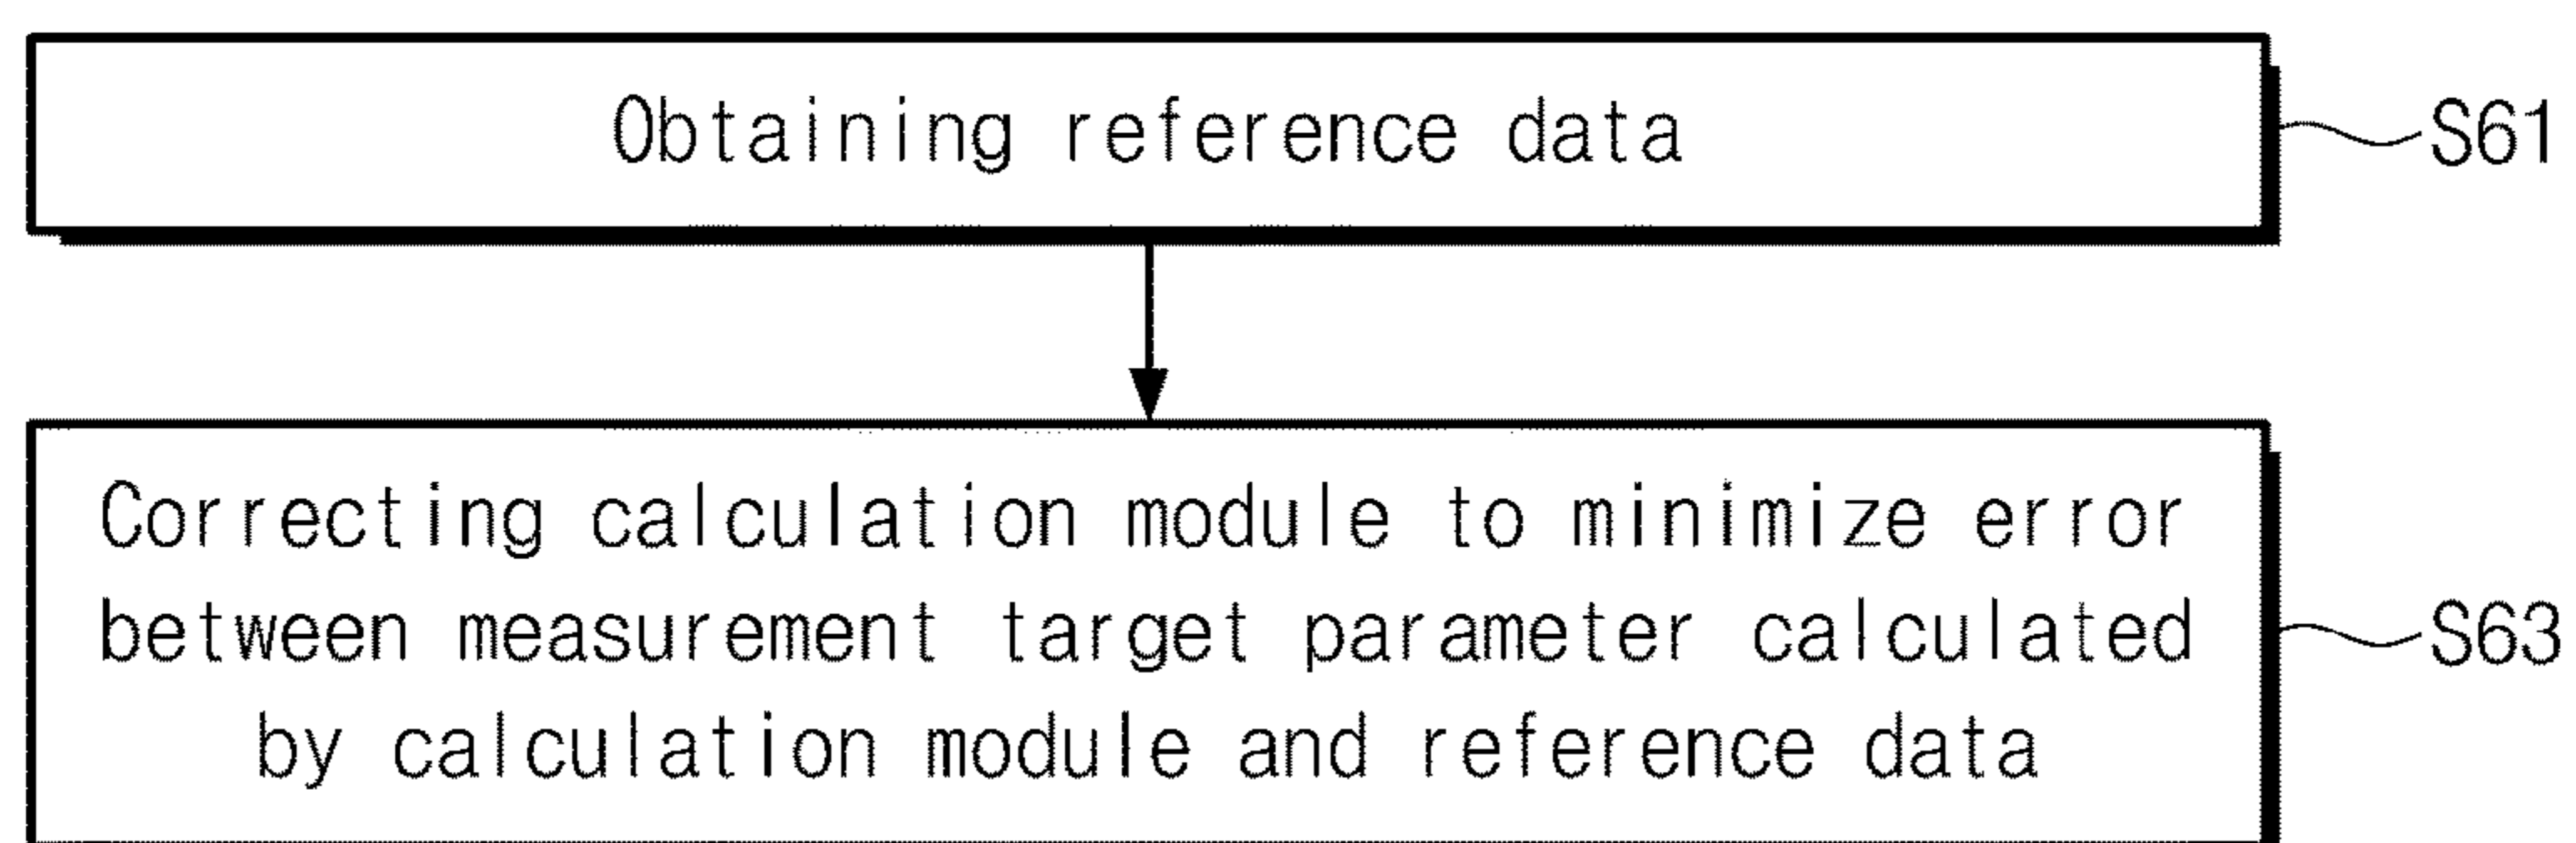 Obtaining reference data
S61
Correcting calculation module to minimize error
between measurement target parameter calculated
by calculation module and reference data
S63